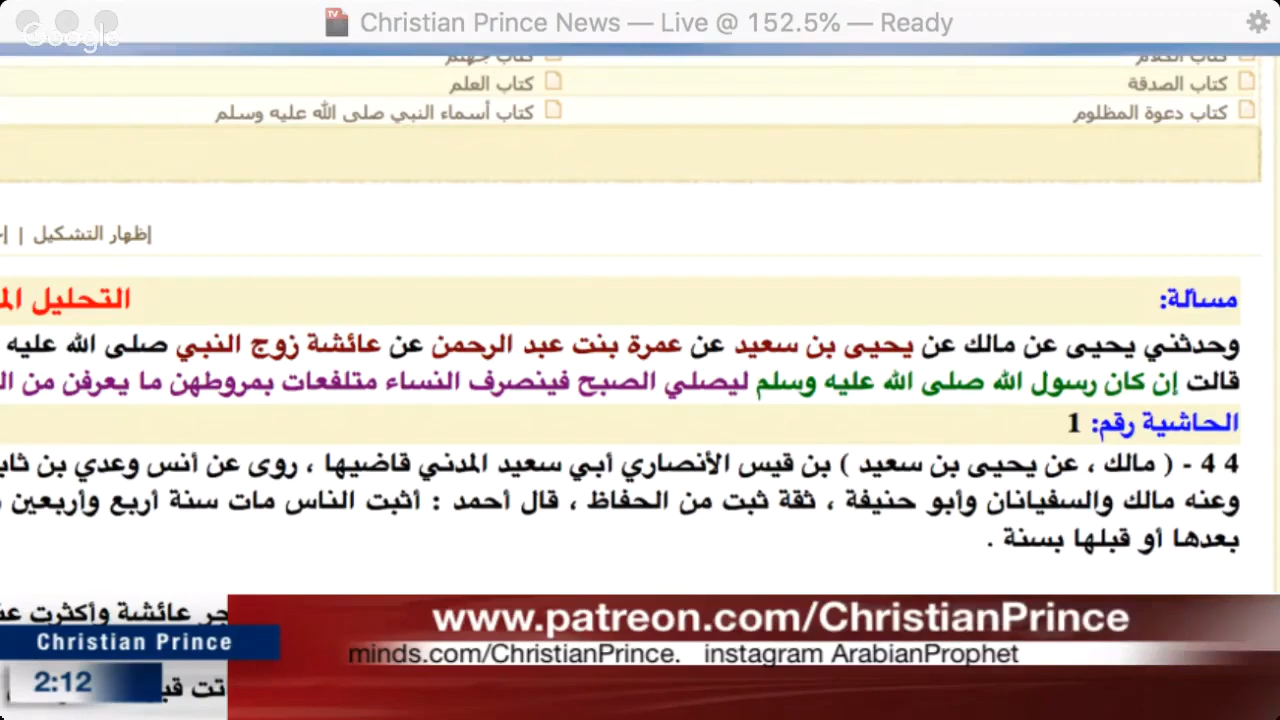 Christian Prince News — Live @ 152.5% — Ready
Google
كتاب العلم
كتاب الصدقة
كتاب أسماء النبي صلى الله عليه وسلم
كتاب دعوة المظلوم
إظهار التشكيل |
مسألة: التحليل
وحدثني يحيى عن مالك عن يحيى بن سعيد عن عمرة بنت عبد الرحمن عن عائشة زوج النبي صلى الله عليه
قالت إن كان رسول الله صلى الله عليه وسلم ليصلي الصبح فينصرف النساء متلفعات بمروطهن ما يعرفن من
الحاشية رقم: 1
44 - ( مالك ، عن يحيى بن سعيد ) بن قيس الأنصاري أبي سعيد المدني قاضيها ، روى عن أنس وعدي بن
وعنه مالك والسفيانان وأبو حنيفة ، ثقة ثبت من الحفاظ ، قال أحمد : أثبت الناس مات سنة أربع وأربعين
بعدها أو قبلها بسنة .
عائشة وأكثرت
www.patreon.com/ChristianPrince
Christian Prince
minds.com/ChristianPrince. instagram ArabianProphet
2:12